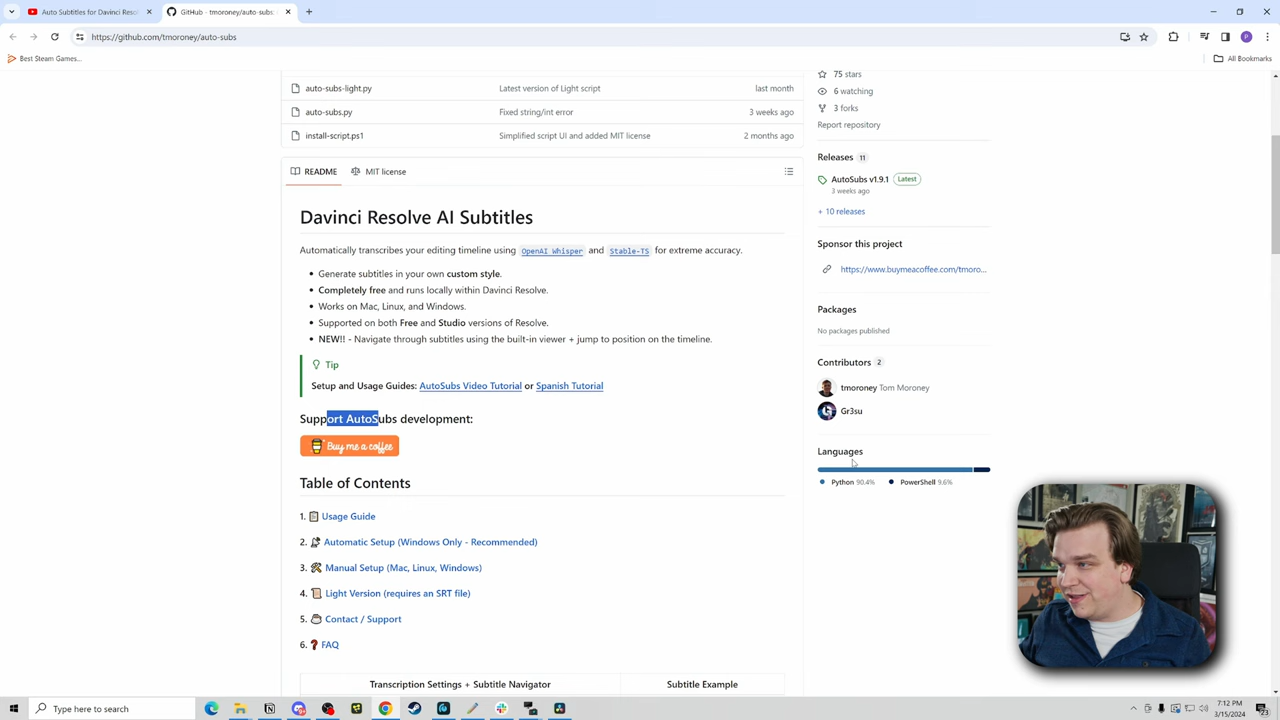 Auto Subtitles for Davinci Resol
GitHub - tmoroney/auto-subs:
https://github.com/tmoroney/auto-subs
P
Best Steam Games...
All Bookmarks
auto-subs-light.py Latest version of Light script last month
auto-subs.py Fixed string/int error 3 weeks ago
install-script.ps1 Simplified script UI and added MIT license 2 months ago
README MIT license
Davinci Resolve AI Subtitles
Automatically transcribes your editing timeline using OpenAI Whisper and Stable-TS for extreme accuracy.
• Generate subtitles in your own custom style.
• Completely free and runs locally within Davinci Resolve.
• Works on Mac, Linux, and Windows.
• Supported on both Free and Studio versions of Resolve.
• NEW!! - Navigate through subtitles using the built-in viewer + jump to position on the timeline.
Tip
Setup and Usage Guides: AutoSubs Video Tutorial or Spanish Tutorial
Support AutoSubs development:
Buy me a coffee
Table of Contents
1. Usage Guide
2. Automatic Setup (Windows Only - Recommended)
3. Manual Setup (Mac, Linux, Windows)
4. Light Version (requires an SRT file)
5. Contact / Support
6. FAQ
Transcription Settings + Subtitle Navigator Subtitle Example
75 stars
6 watching
3 forks
Report repository
Releases 11
AutoSubs v1.9.1 Latest
3 weeks ago
+ 10 releases
Sponsor this project
https://www.buymeacoffee.com/tmoro...
Packages
No packages published
Contributors 2
tmoroney Tom Moroney
Gr3su
Languages
Python 90.4% PowerShell 9.6%
Type here to search
7:12 PM
3/15/2024
23